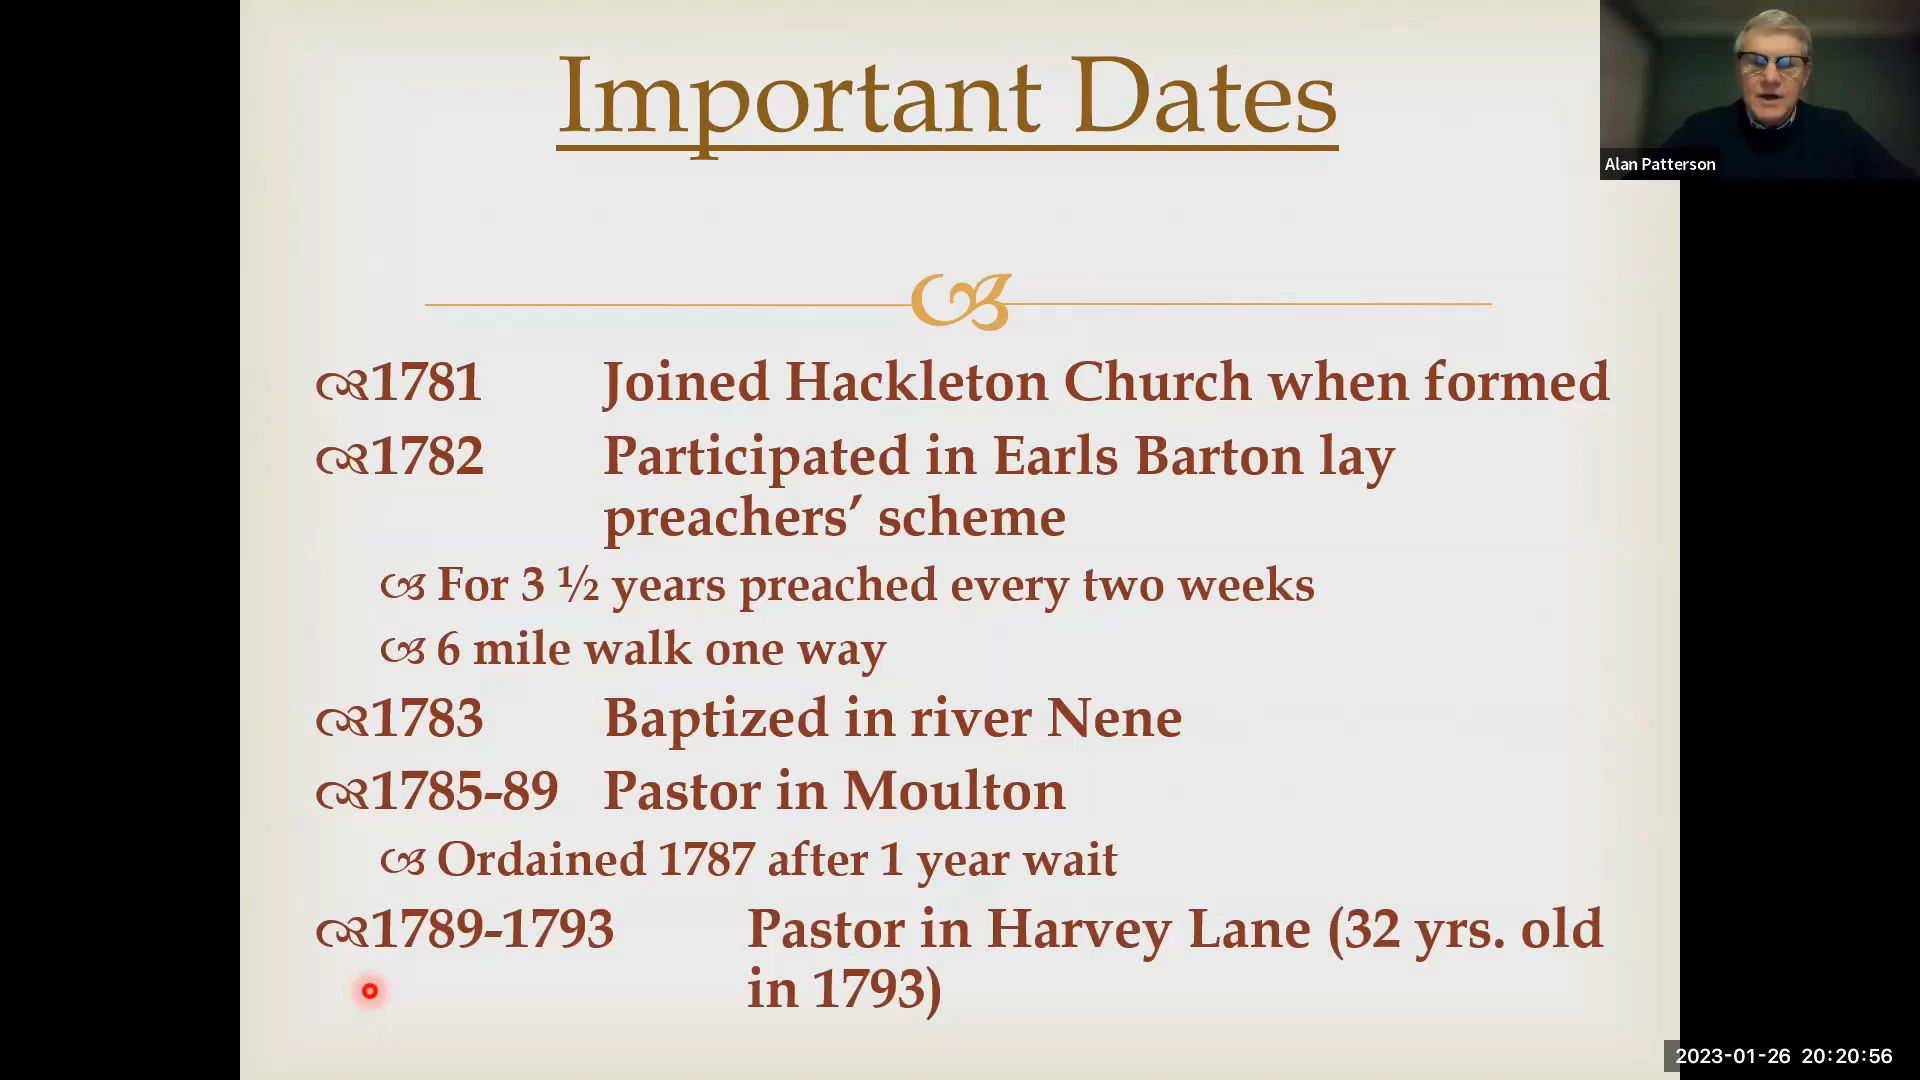 Important Dates
Alan Patterson
1781 Joined Hackleton Church when formed
1782 Participated in Earls Barton lay
preachers’ scheme
For 3 ½ years preached every two weeks
6 mile walk one way
1783 Baptized in river Nene
1785-89 Pastor in Moulton
Ordained 1787 after 1 year wait
1789-1793 Pastor in Harvey Lane (32 yrs. old
in 1793)
2023-01-26 20:20:56